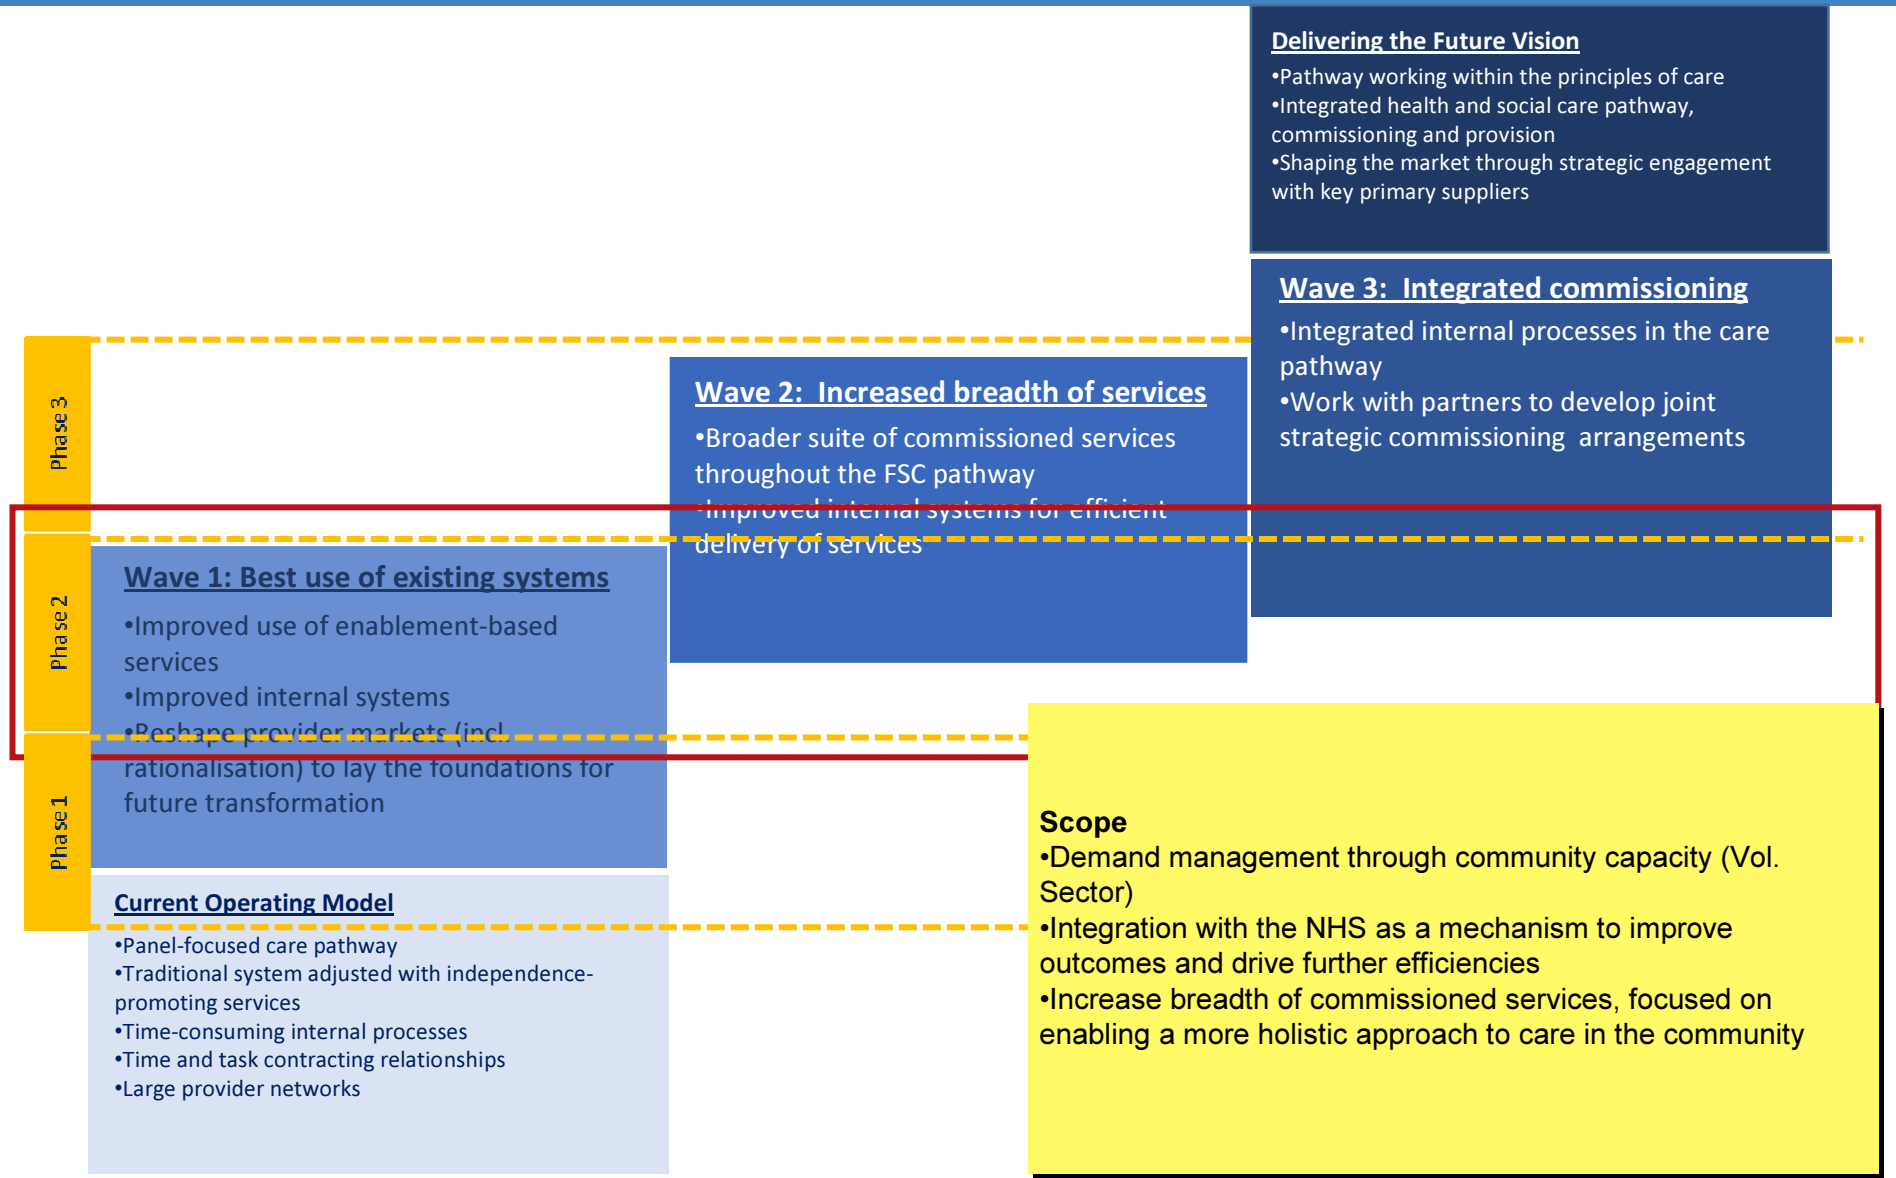 Delivering the Future Vision
•Pathway working within the principles of care
•Integrated health and social care pathway,
commissioning and provision
•Shaping the market through strategic engagement
with key primary suppliers
Wave 3:  Integrated commissioning
•Integrated internal processes in the care
pathway
•Work with partners to develop joint
strategic commissioning  arrangements
Phase 3
Wave 2:  Increased breadth of services
•Broader suite of commissioned services
throughout the FSC pathway
•Improved internal systems for efficient
delivery of services
Phase 2
Wave 1: Best use of existing systems
•Improved use of enablement-based
services
•Improved internal systems
•Reshape provider markets (incl.
rationalisation) to lay the foundations for
future transformation
Phase 1
Current Operating Model
•Panel-focused care pathway
•Traditional system adjusted with independence-
promoting services
•Time-consuming internal processes
•Time and task contracting relationships
•Large provider networks
Scope
•Demand management through community capacity (Vol.
Sector)
•Integration with the NHS as a mechanism to improve
outcomes and drive further efficiencies
•Increase breadth of commissioned services, focused on
enabling a more holistic approach to care in the community